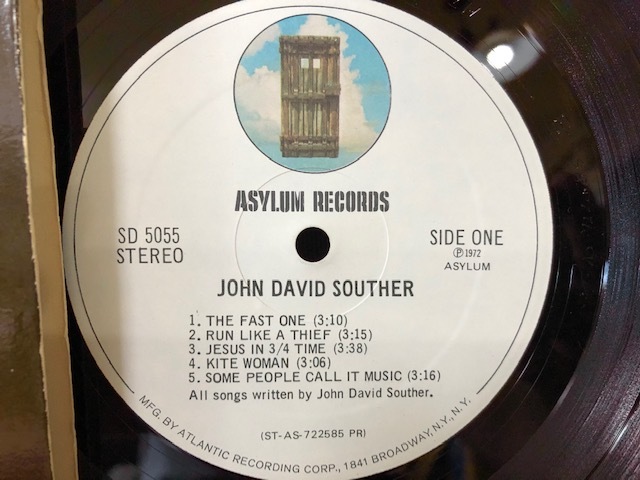 ASYLUM RECORDS
SD 5055
STEREO
SIDE ONE
℗ 1972
ASYLUM
JOHN DAVID SOUTHER
1. THE FAST ONE (3:10)
2. RUN LIKE A THIEF (3:15)
3. JESUS IN 3/4 TIME (3:38)
4. KITE WOMAN (3:06)
5. SOME PEOPLE CALL IT MUSIC (3:16)
All songs written by John David Souther.
(ST-AS-722585 PR)
MFG. BY ATLANTIC RECORDING CORP., 1841 BROADWAY, N.Y., N.Y.